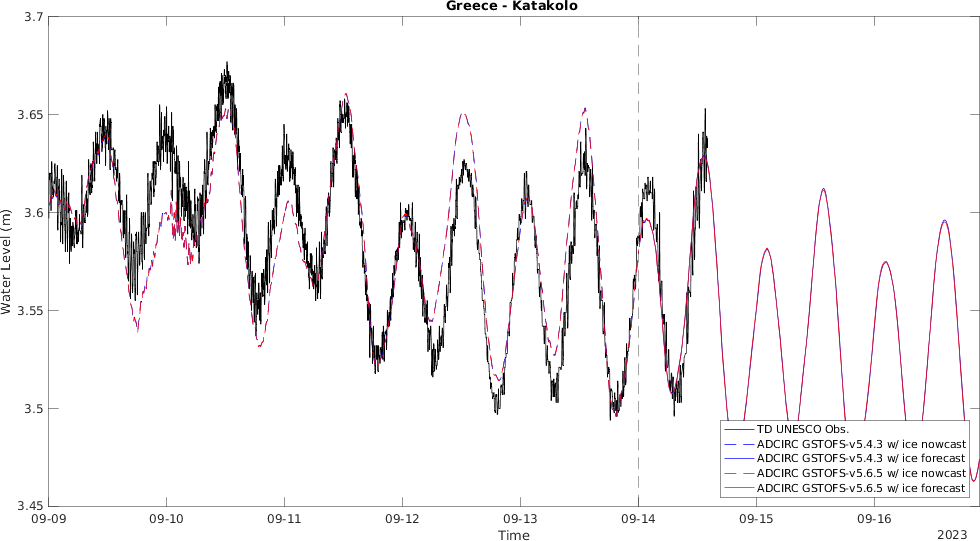 Greece - Katakolo
Water Level (m)
3.7
3.65
3.6
3.55
3.5
3.45
TD UNESCO Obs.
ADCIRC GSTOFS-v5.4.3 w/ ice nowcast
ADCIRC GSTOFS-v5.4.3 w/ ice forecast
ADCIRC GSTOFS-v5.6.5 w/ ice nowcast
ADCIRC GSTOFS-v5.6.5 w/ ice forecast
09-09 09-10 09-11 09-12 09-13 09-14 09-15 09-16
Time
2023